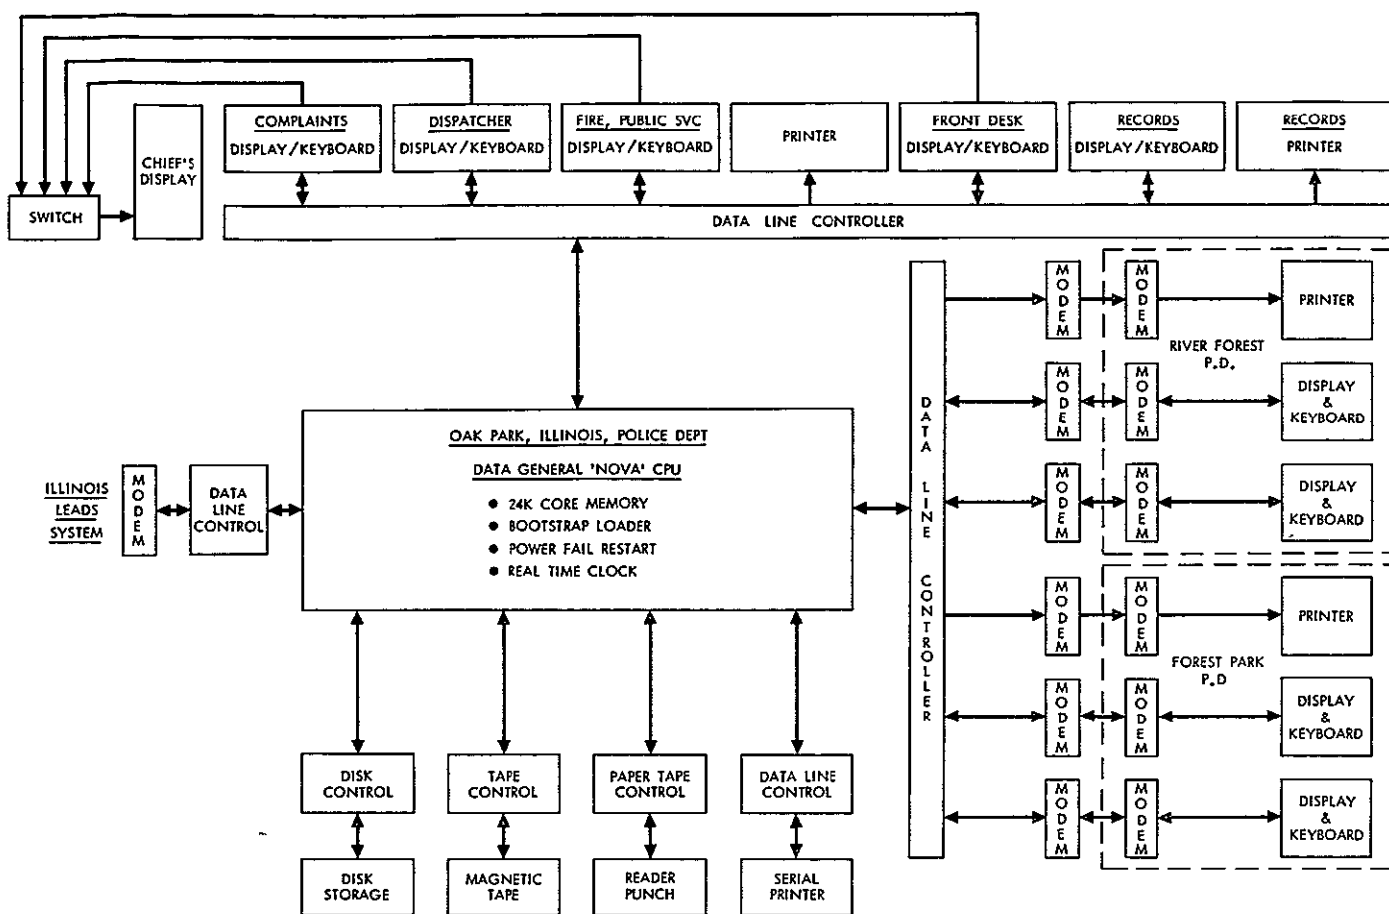 COMPLAINTS
DISPLAY/KEYBOARD
DISPATCHER
DISPLAY/KEYBOARD
FIRE, PUBLIC SVC
DISPLAY/KEYBOARD
PRINTER
FRONT DESK
DISPLAY/KEYBOARD
RECORDS
DISPLAY/KEYBOARD
RECORDS
PRINTER
CHIEF'S
DISPLAY
SWITCH
DATA LINE CONTROLLER
OAK PARK, ILLINOIS, POLICE DEPT
DATA GENERAL 'NOVA' CPU
● 24K CORE MEMORY
● BOOTSTRAP LOADER
● POWER FAIL RESTART
● REAL TIME CLOCK
ILLINOIS
LEADS
SYSTEM
MODEM
DATA
LINE
CONTROL
DATA LINE CONTROLLER
MODEM
MODEM
PRINTER
RIVER FOREST
P.D.
MODEM
MODEM
DISPLAY
&
KEYBOARD
MODEM
MODEM
DISPLAY
&
KEYBOARD
MODEM
MODEM
PRINTER
FOREST PARK
P.D
MODEM
MODEM
DISPLAY
&
KEYBOARD
MODEM
MODEM
DISPLAY
&
KEYBOARD
DISK
CONTROL
TAPE
CONTROL
PAPER TAPE
CONTROL
DATA LINE
CONTROL
DISK
STORAGE
MAGNETIC
TAPE
READER
PUNCH
SERIAL
PRINTER